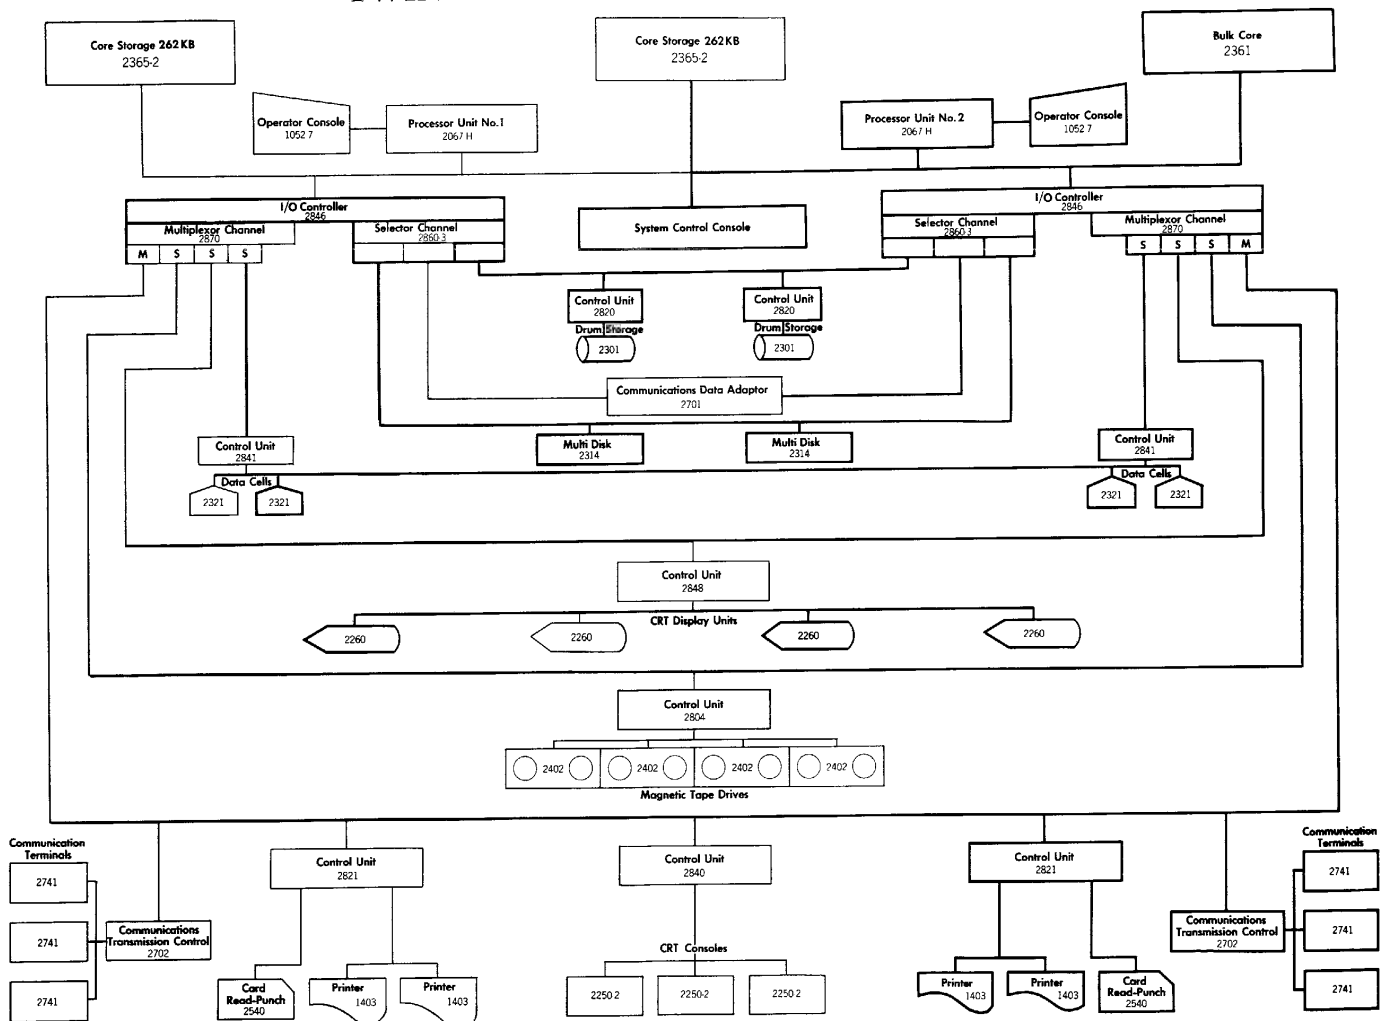 Core Storage 262KB
2365-2
Core Storage 262KB
2365-2
Bulk Core
2361
Operator Console
1052 7
Processor Unit No.1
2067 H
Processor Unit No.2
2067 H
Operator Console
1052 7
I/O Controller
2846
Multiplexor Channel
2870
Selector Channel
2860-3
M S S S
System Control Console
I/O Controller
2846
Selector Channel
2860-3
Multiplexor Channel
2870
S S S M
Control Unit
2820
Drum Storage
2301
Control Unit
2820
Drum Storage
2301
Communications Data Adaptor
2701
Multi Disk
2314
Multi Disk
2314
Control Unit
2841
Data Cells
2321
2321
Control Unit
2841
Data Cells
2321
2321
Control Unit
2848
CRT Display Units
2260
2260
2260
2260
Control Unit
2804
2402
2402
2402
2402
Magnetic Tape Drives
Communication
Terminals
2741
2741
2741
Communications
Transmission Control
2702
Control Unit
2821
Card
Read-Punch
2540
Printer
1403
Printer
1403
Control Unit
2840
CRT Consoles
2250-2
2250-2
2250-2
Control Unit
2821
Printer
1403
Printer
1403
Card
Read-Punch
2540
Communications
Transmission Control
2702
Communication
Terminals
2741
2741
2741